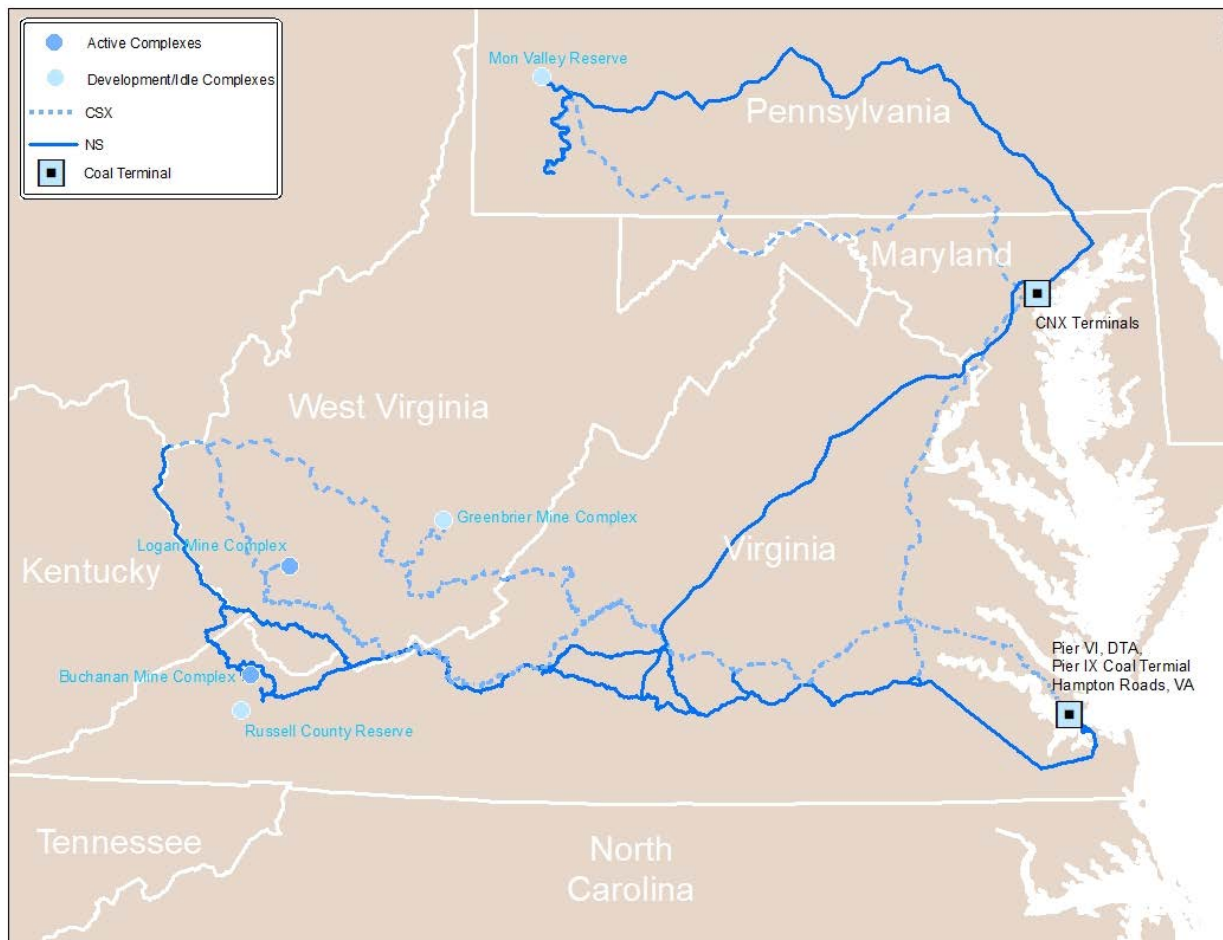 Active Complexes
Development/Idle Complexes
CSX
NS
Coal Terminal
Mon Valley Reserve
Pennsylvania
Maryland
CNX Terminals
West Virginia
Greenbrier Mine Complex
Logan Mine Complex
Virginia
Kentucky
Buchanan Mine Complex
Russell County Reserve
Pier VI, DTA,
Pier IX Coal Termial
Hampton Roads, VA
Tennessee
North
Carolina